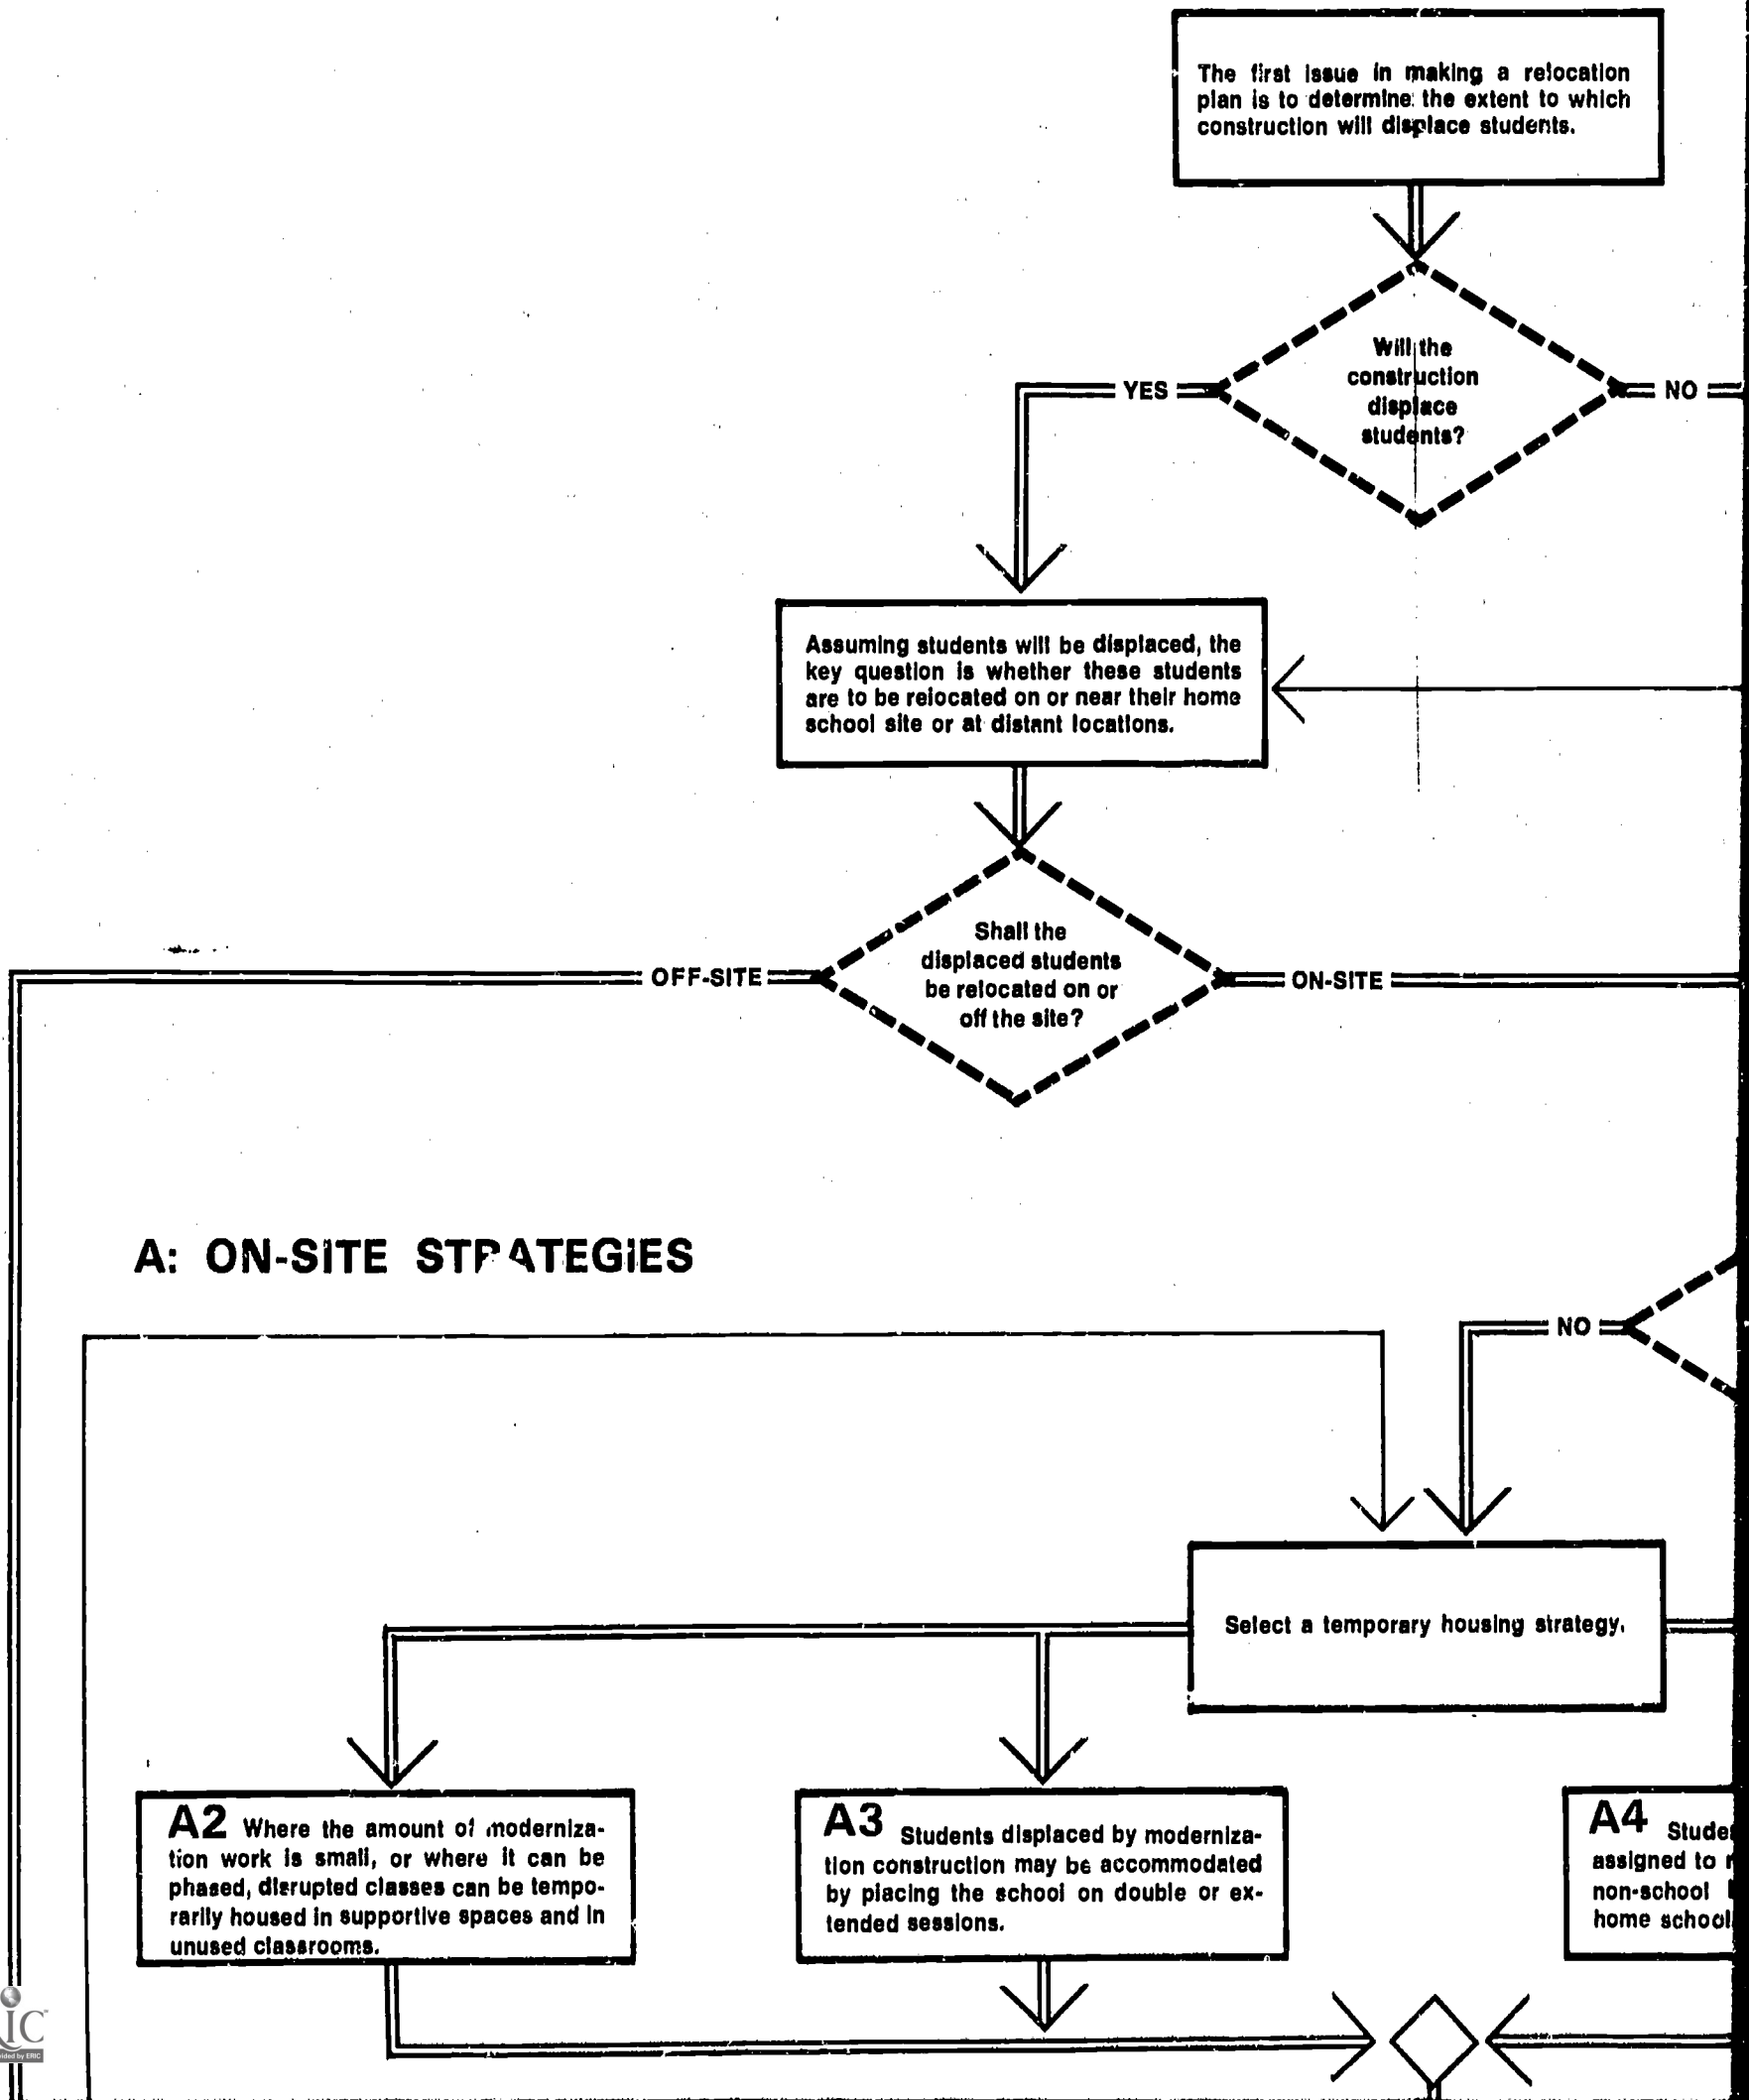 The first issue in making a relocation
plan is to determine the extent to which
construction will displace students.
Will the
construction
displace
students?
YES
NO
Assuming students will be displaced, the
key question is whether these students
are to be relocated on or near their home
school site or at distant locations.
Shall the
displaced students
be relocated on or
off the site?
OFF-SITE
ON-SITE
A: ON-SITE STRATEGIES
NO
Select a temporary housing strategy.
A2 Where the amount of moderniza-
tion work is small, or where it can be
phased, disrupted classes can be tempo-
rarily housed in supportive spaces and in
unused classrooms.
A3 Students displaced by moderniza-
tion construction may be accommodated
by placing the school on double or ex-
tended sessions.
A4
assigned to
non-school
home school
IC
by ERIC